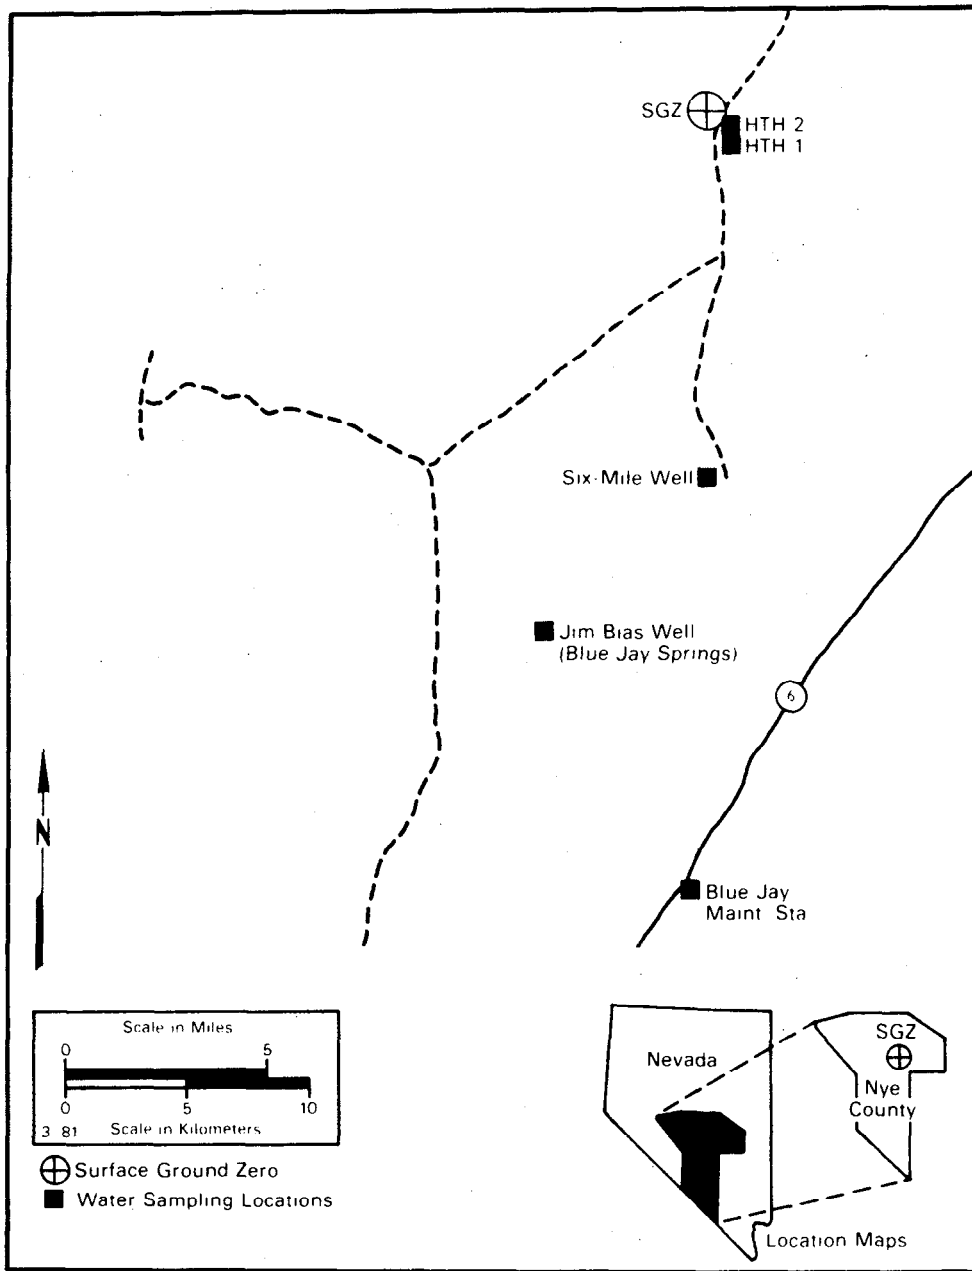 SGZ
HTH 2
HTH 1
Six-Mile Well
Jim Bias Well
(Blue Jay Springs)
6
N
Blue Jay
Maint Sta
Scale in Miles
0 5
0 5 10
3 81 Scale in Kilometers
Surface Ground Zero
Water Sampling Locations
Nevada
SGZ
Nye
County
Location Maps